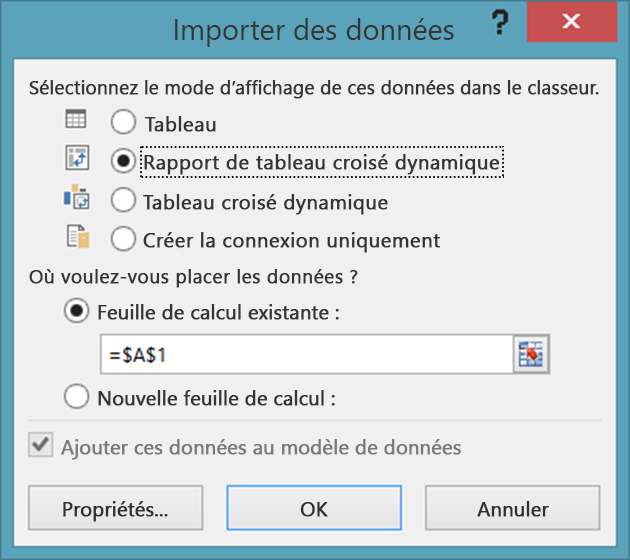 Importer des données
?
Sélectionnez le mode d’affichage de ces données dans le classeur.
Tableau
Rapport de tableau croisé dynamique
Tableau croisé dynamique
Créer la connexion uniquement
Où voulez-vous placer les données ?
Feuille de calcul existante :
=$A$1
Nouvelle feuille de calcul :
Ajouter ces données au modèle de données
Propriétés... OK Annuler